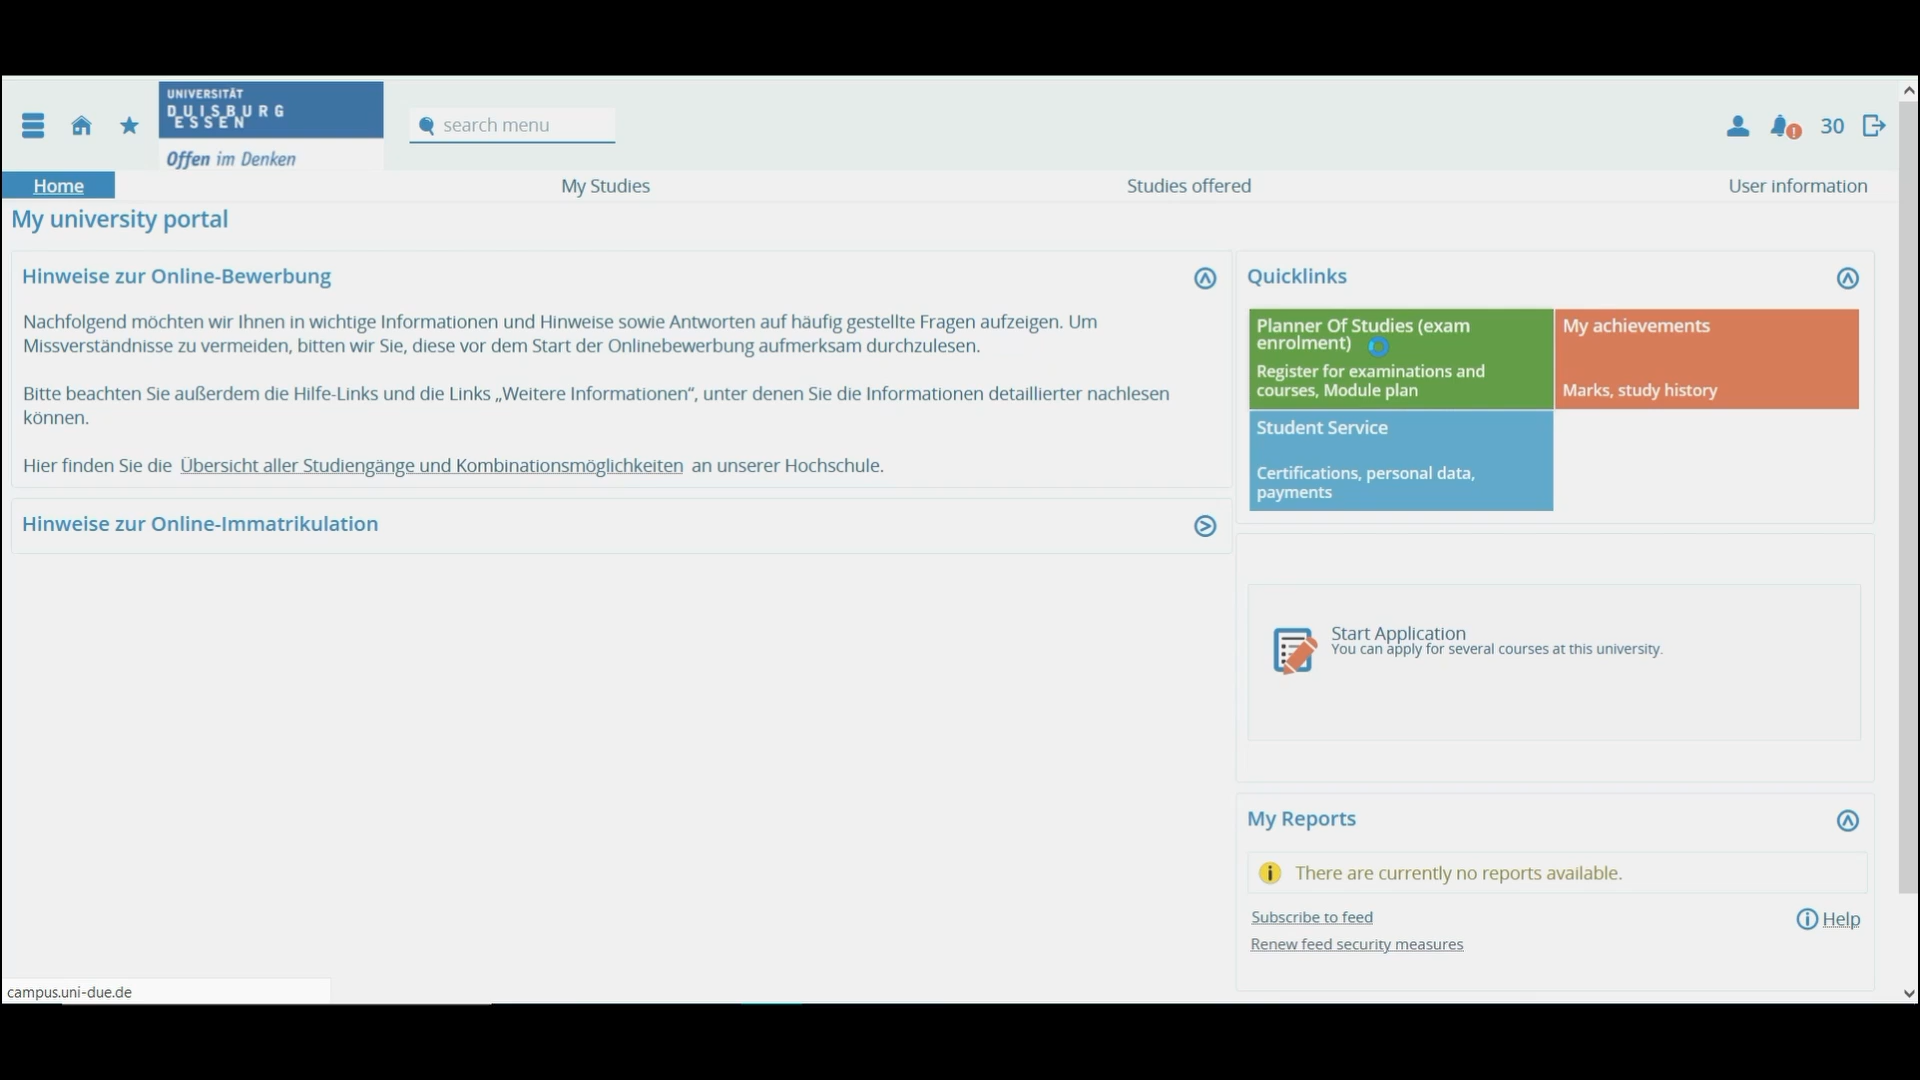 UNIVERSITÄT
DUISBURG
ESSEN
Offen im Denken
search menu
30
Home
My Studies
Studies offered
User information
My university portal
Hinweise zur Online-Bewerbung
Nachfolgend möchten wir Ihnen in wichtige Informationen und Hinweise sowie Antworten auf häufig gestellte Fragen aufzeigen. Um
Missverständnisse zu vermeiden, bitten wir Sie, diese vor dem Start der Onlinebewerbung aufmerksam durchzulesen.
Bitte beachten Sie außerdem die Hilfe-Links und die Links „Weitere Informationen“, unter denen Sie die Informationen detaillierter nachlesen
können.
Hier finden Sie die Übersicht aller Studiengänge und Kombinationsmöglichkeiten an unserer Hochschule.
Hinweise zur Online-Immatrikulation
Quicklinks
Planner Of Studies (exam
enrolment)
Register for examinations and
courses, Module plan
My achievements
Marks, study history
Student Service
Certifications, personal data,
payments
Start Application
You can apply for several courses at this university.
My Reports
There are currently no reports available.
Subscribe to feed
Help
Renew feed security measures
campus.uni-due.de